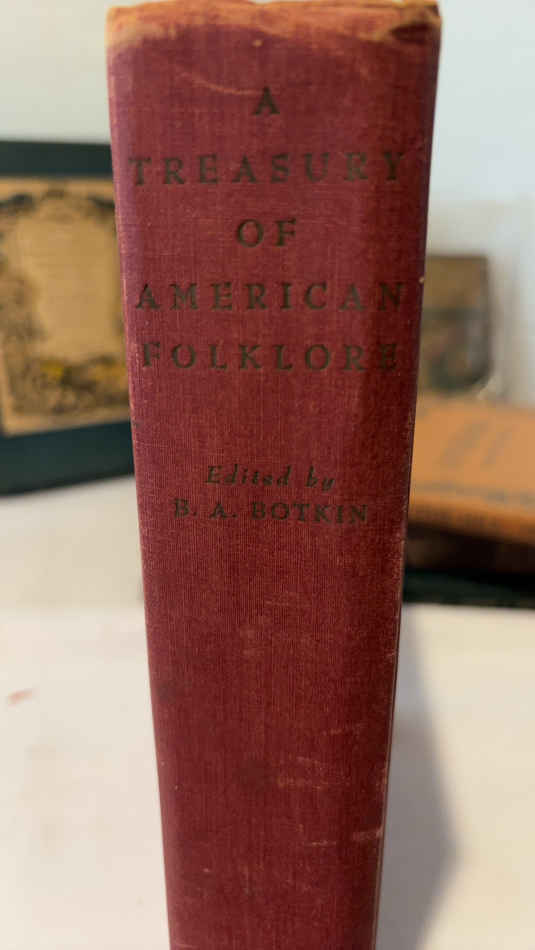 A
TREASURY
OF
AMERICAN
FOLKLORE
Edited by
B. A. BOTKIN